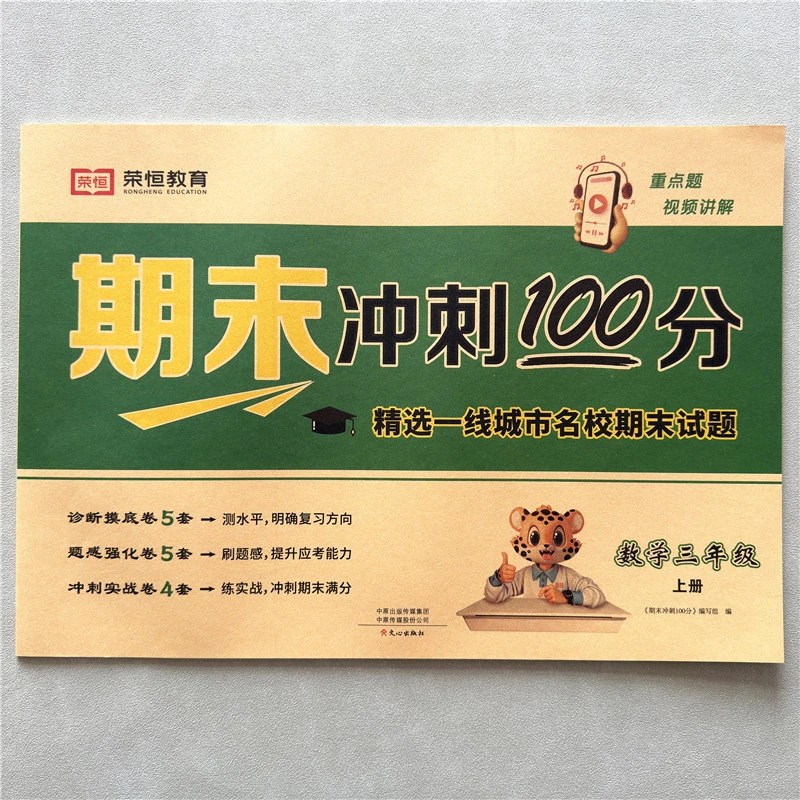 荣恒
荣恒教育
RONGHENG EDUCATION
重点题
视频讲解
期末冲刺100分
精选一线城市名校期末试题
诊断摸底卷5套→测水平,明确复习方向
题感强化卷5套→刷题感,提升应考能力
冲刺实战卷4套→练实战,冲刺期末满分
数学三年级
上册
《期末冲刺100分》编写组 编
中原出版传媒集团
中原传媒股份公司
文心出版社